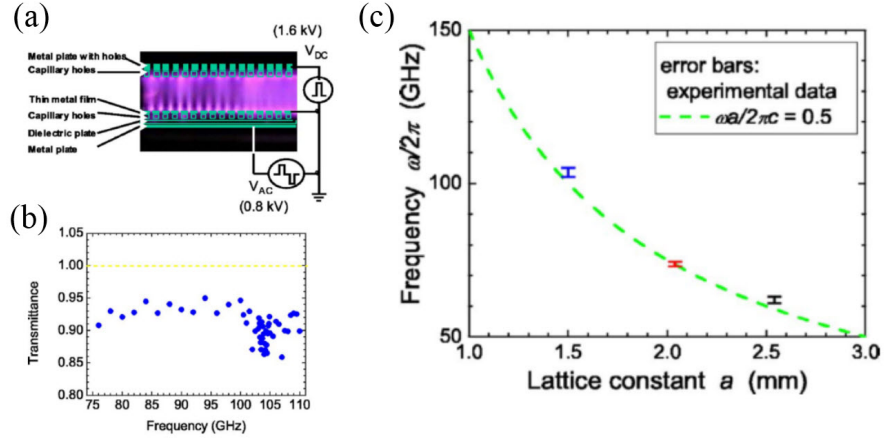 (a)
(1.6 kV)
V_DC
Metal plate with holes
Capillary holes
Thin metal film
Capillary holes
Dielectric plate
Metal plate
V_AC
(0.8 kV)
(b)
1.05
1.00
0.95
0.90
0.85
0.80
Transmittance
75 80 85 90 95 100 105 110
Frequency (GHz)
(c)
150
100
50
Frequency ω/2π (GHz)
error bars:
experimental data
ωa/2πc = 0.5
1.0 1.5 2.0 2.5 3.0
Lattice constant a (mm)